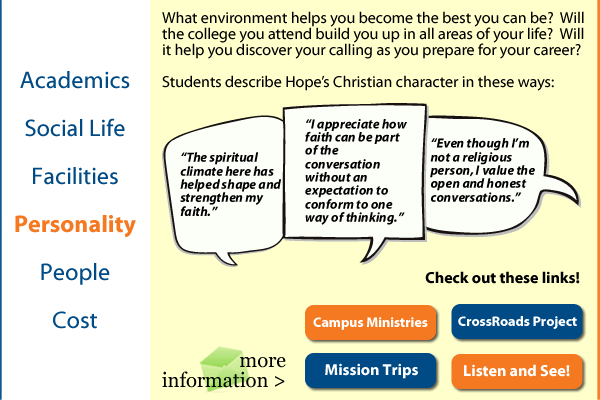 Academics
Social Life
Facilities
Personality
People
Cost
What environment helps you become the best you can be? Will
the college you attend build you up in all areas of your life? Will
it help you discover your calling as you prepare for your career?
Students describe Hope's Christian character in these ways:
“The spiritual
climate here has
helped shape and
strengthen my
faith.”
“I appreciate how
faith can be part
of the
conversation
without an
expectation to
conform to one
way of thinking.”
“Even though I'm
not a religious
person, I value the
open and honest
conversations.”
Check out these links!
Campus Ministries
CrossRoads Project
more
information >
Mission Trips
Listen and See!